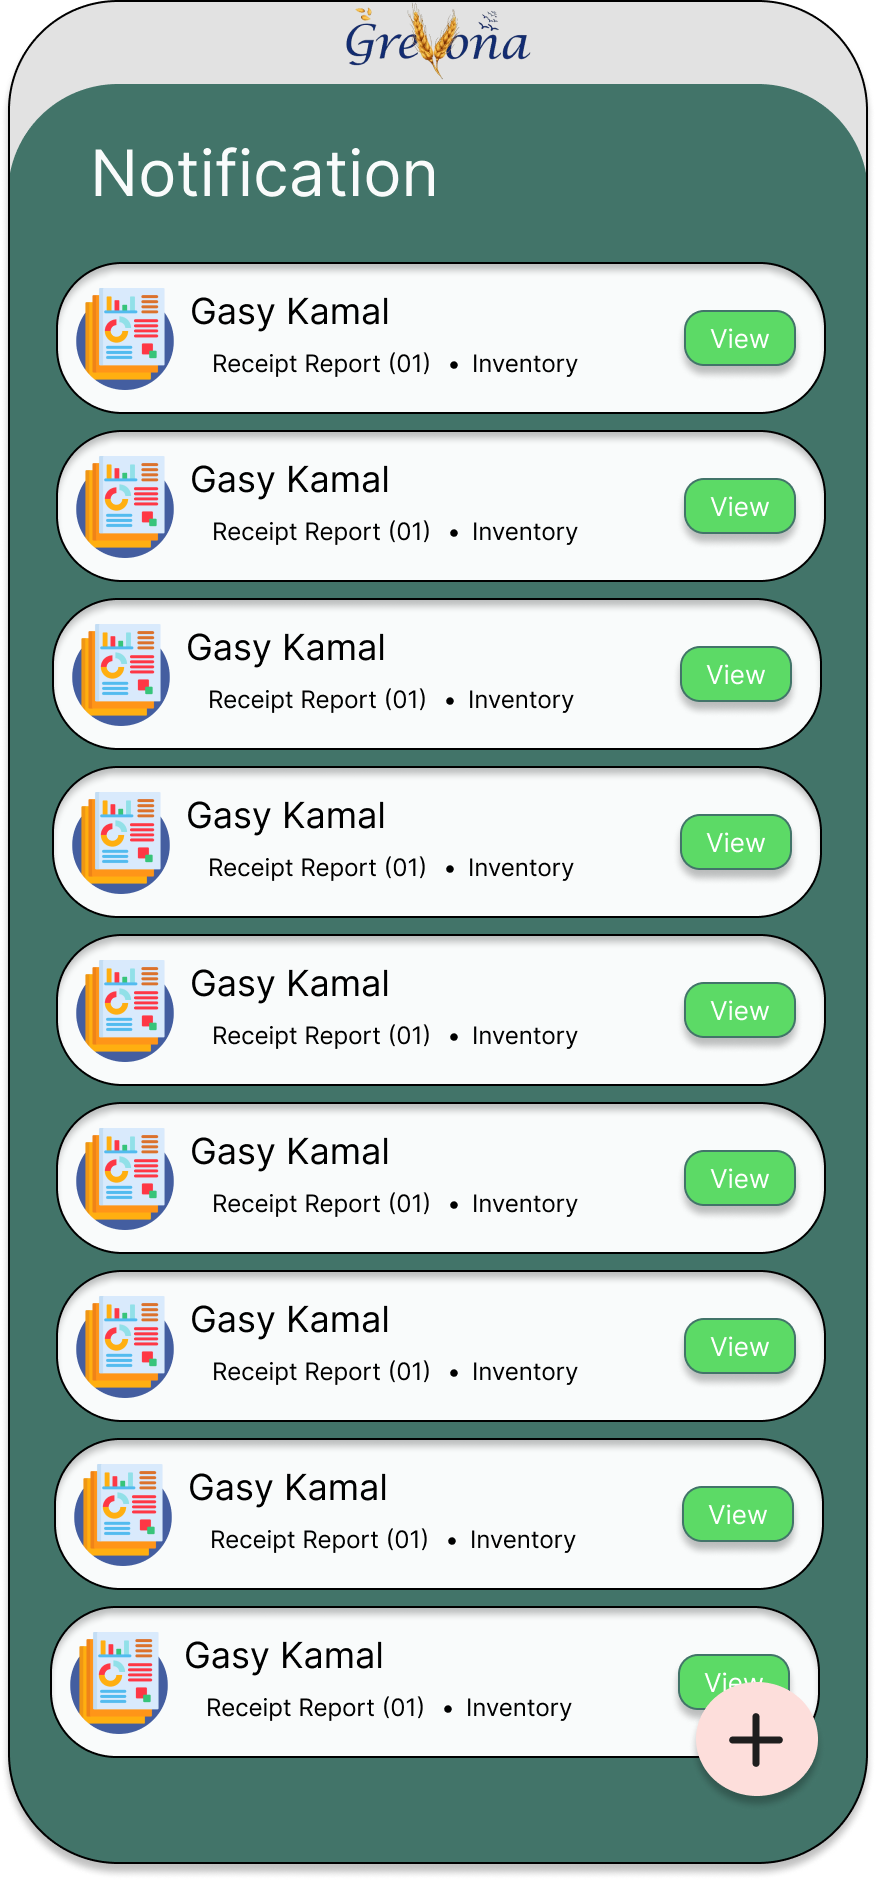 Grevona
Notification
Gasy Kamal
Receipt Report (01) • Inventory
View
Gasy Kamal
Receipt Report (01) • Inventory
View
Gasy Kamal
Receipt Report (01) • Inventory
View
Gasy Kamal
Receipt Report (01) • Inventory
View
Gasy Kamal
Receipt Report (01) • Inventory
View
Gasy Kamal
Receipt Report (01) • Inventory
View
Gasy Kamal
Receipt Report (01) • Inventory
View
Gasy Kamal
Receipt Report (01) • Inventory
View
Gasy Kamal
Receipt Report (01) • Inventory
View